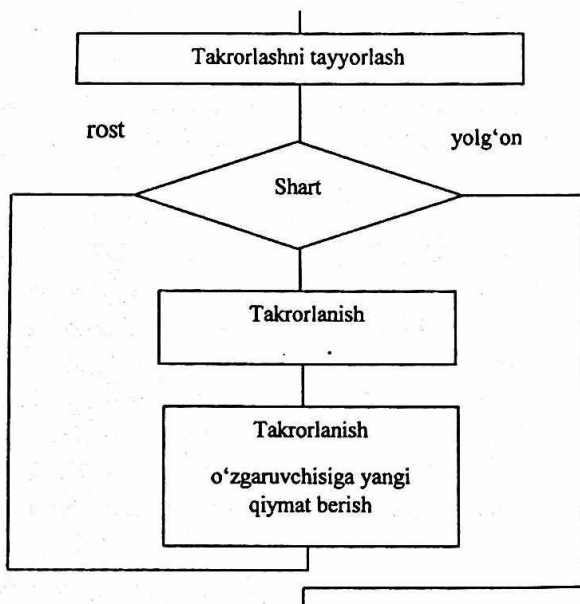 Takrorlashni tayyorlash
rost
yolg‘on
Shart
Takrorlanish
Takrorlanish
o‘zgaruvchisiga yangi
qiymat berish